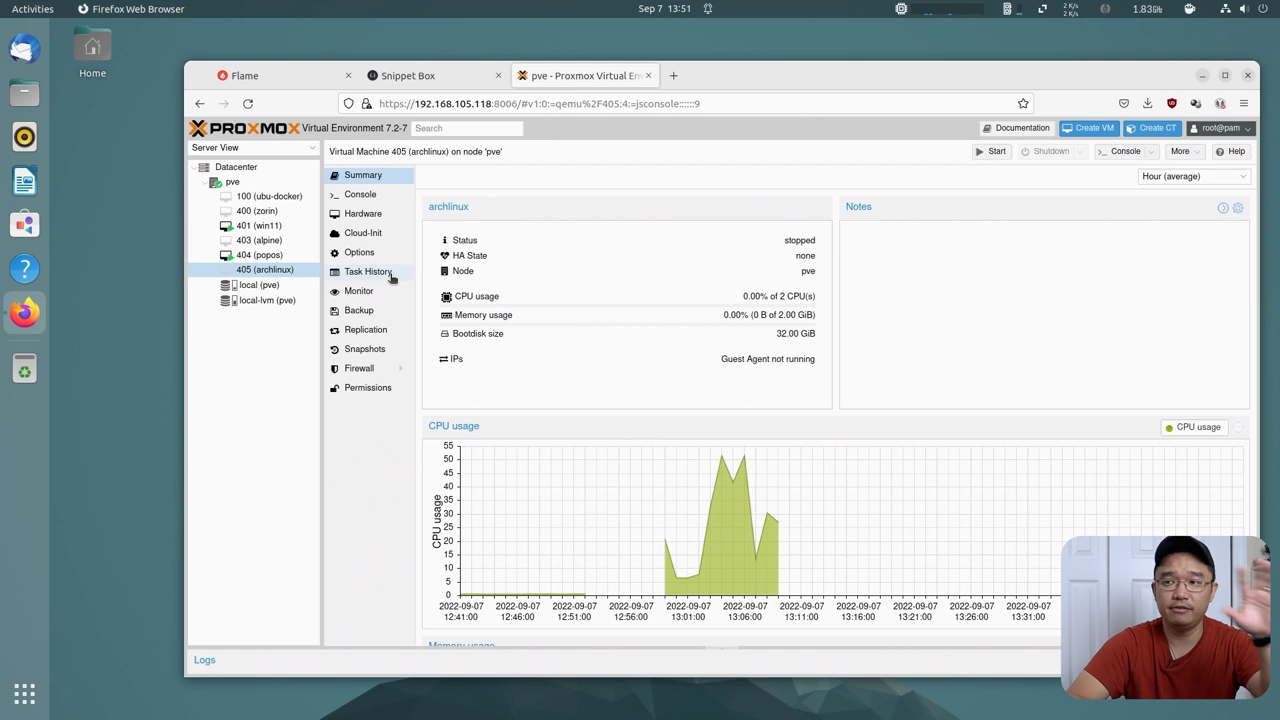 Activities
Firefox Web Browser
Sep 7 13:51
2 K/s
2 K/s
1.83GⁱB
Home
Flame
Snippet Box
pve - Proxmox Virtual En
https://192.168.105.118:8006/#v1:0:=qemu%2F405:4:=jsconsole::::::9
PROXMOX Virtual Environment 7.2-7
Search
Documentation
Create VM
Create CT
root@pam
Server View
Virtual Machine 405 (archlinux) on node 'pve'
Start
Shutdown
Console
More
Help
Datacenter
pve
100 (ubu-docker)
400 (zorin)
401 (win11)
403 (alpine)
404 (popos)
405 (archlinux)
local (pve)
local-lvm (pve)
Summary
Console
Hardware
Cloud-Init
Options
Task History
Monitor
Backup
Replication
Snapshots
Firewall
Permissions
Hour (average)
archlinux
Status stopped
HA State none
Node pve
CPU usage 0.00% of 2 CPU(s)
Memory usage 0.00% (0 B of 2.00 GiB)
Bootdisk size 32.00 GiB
IPs Guest Agent not running
Notes
CPU usage
CPU usage
CPU usage
55
50
45
40
35
30
25
20
15
10
5
0
2022-09-07 2022-09-07 2022-09-07 2022-09-07 2022-09-07 2022-09-07 2022-09-07 2022-09-07 2022-09-07 2022-09-07 2022-09-07
12:41:00 12:46:00 12:51:00 12:56:00 13:01:00 13:06:00 13:11:00 13:16:00 13:21:00 13:26:00 13:31:00
Memory usage
Logs